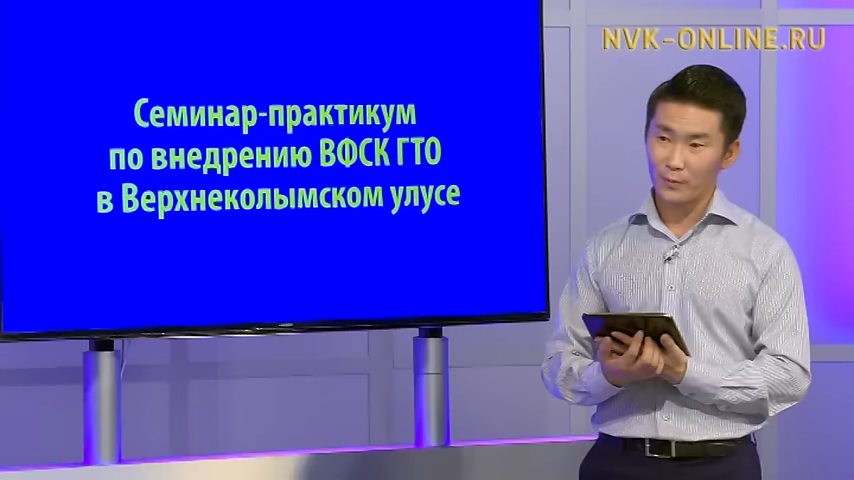 NVK-ONLINE.RU
Семинар-практикум
по внедрению ВФСК ГТО
в Верхнеколымском улусе